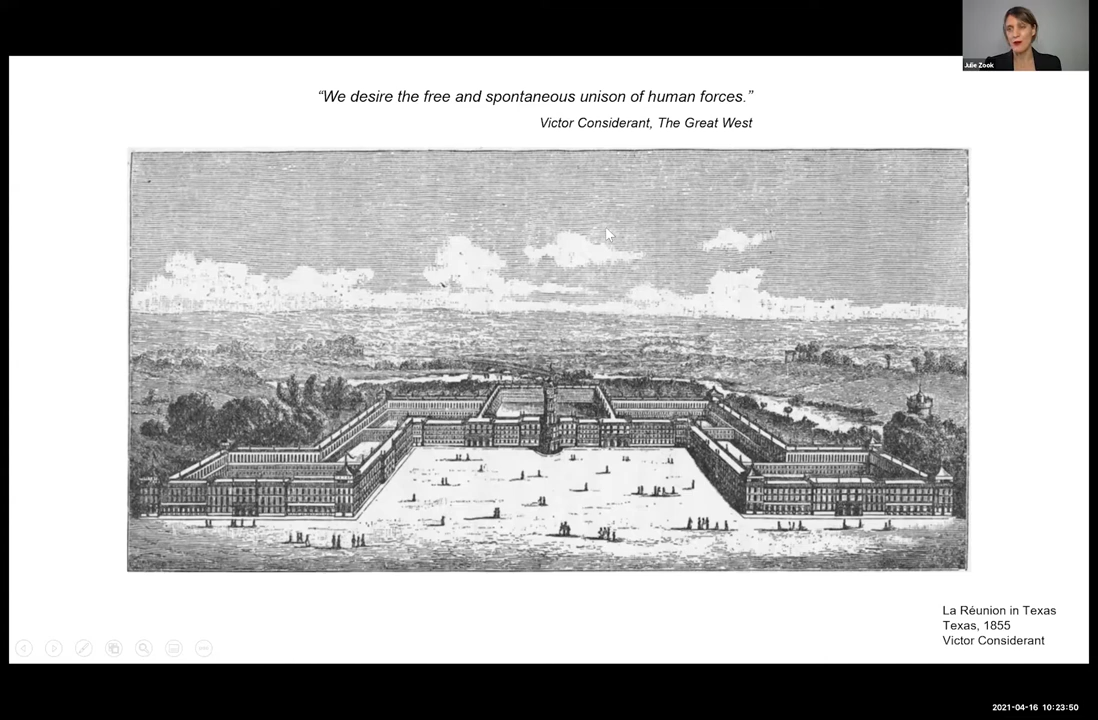 Julie Zook
“We desire the free and spontaneous unison of human forces.”
Victor Considerant, The Great West
La Réunion in Texas
Texas, 1855
Victor Considerant
2021-04-16 10:23:50